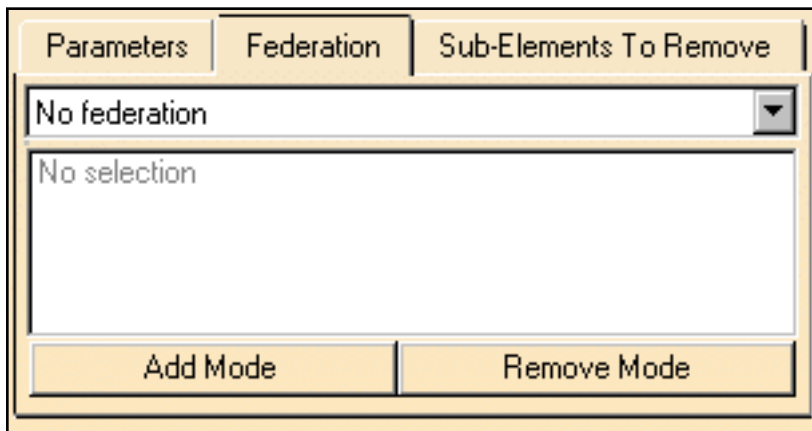 Parameters Federation Sub-Elements To Remove
No federation
No selection
Add Mode Remove Mode